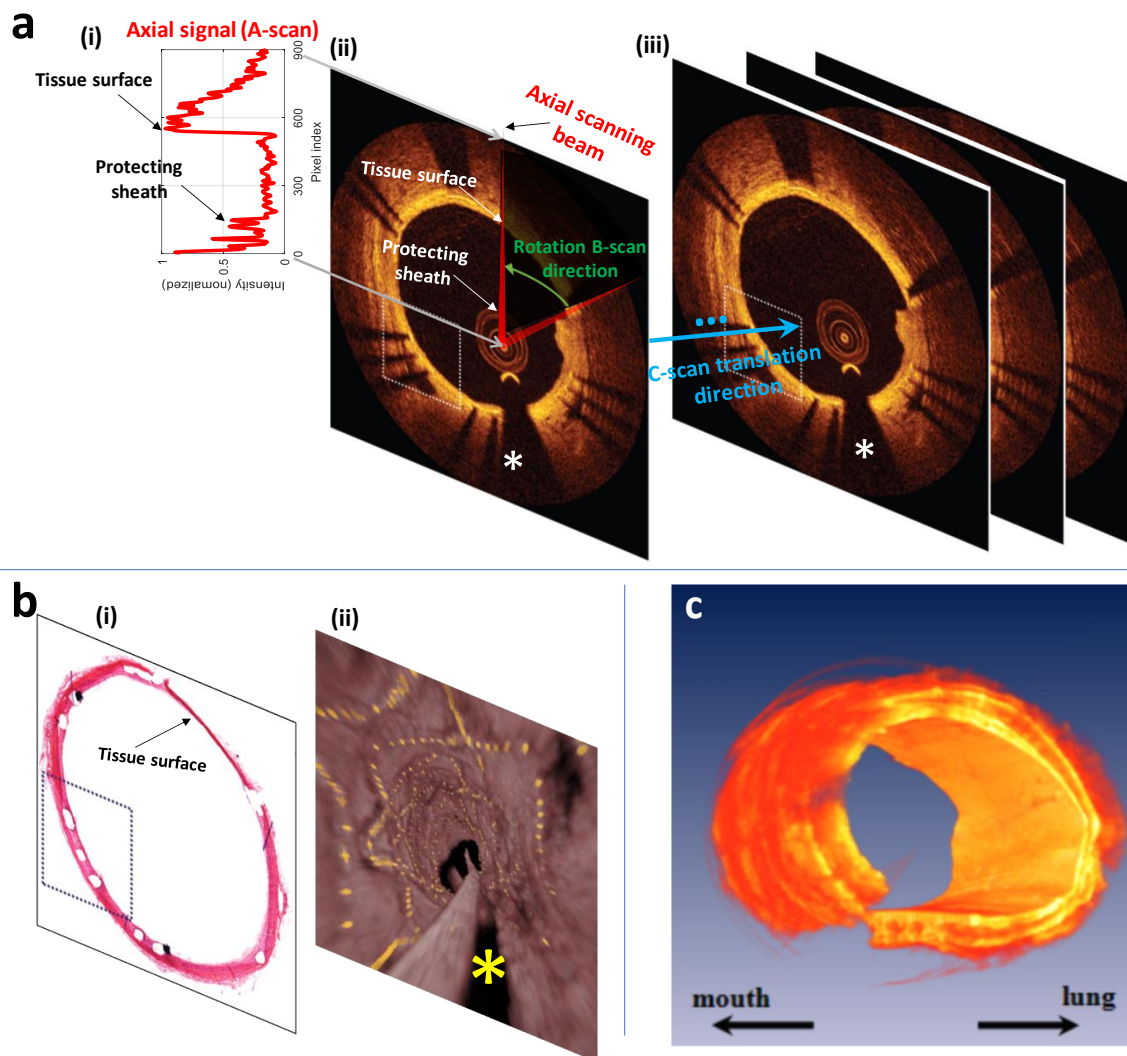 a
(i)
Axial signal (A-scan)
Tissue surface
Protecting
sheath
900
600
300
0
Pixel index
1
0.5
0
Intensity (nomalized)
(ii)
Axial scanning
beam
Tissue surface
Protecting
sheath
Rotation B-scan
direction
*
(iii)
...
C-scan translation
direction
*
b
(i)
Tissue surface
(ii)
*
c
mouth
lung